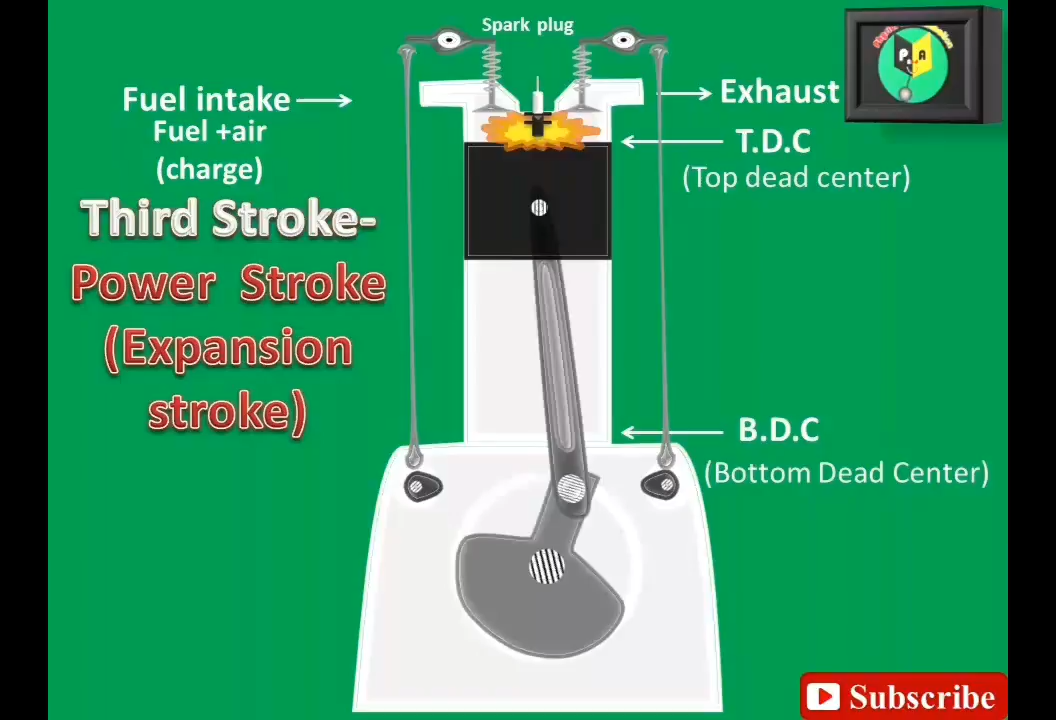 Spark plug
Fuel intake
Fuel +air
(charge)
Exhaust
T.D.C
(Top dead center)
Third Stroke-
Power Stroke
(Expansion
stroke)
B.D.C
(Bottom Dead Center)
Subscribe